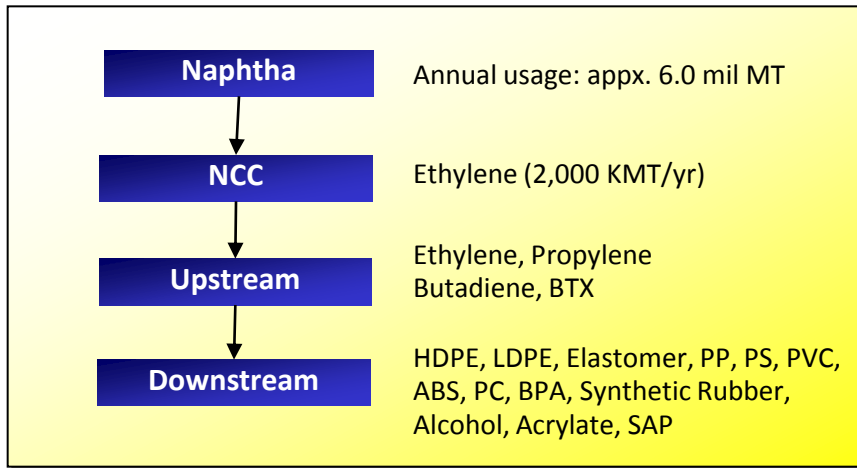 Naphtha
Annual usage: appx. 6.0 mil MT
NCC
Ethylene (2,000 KMT/yr)
Upstream
Ethylene, Propylene
Butadiene, BTX
Downstream
HDPE, LDPE, Elastomer, PP, PS, PVC,
ABS, PC, BPA, Synthetic Rubber,
Alcohol, Acrylate, SAP